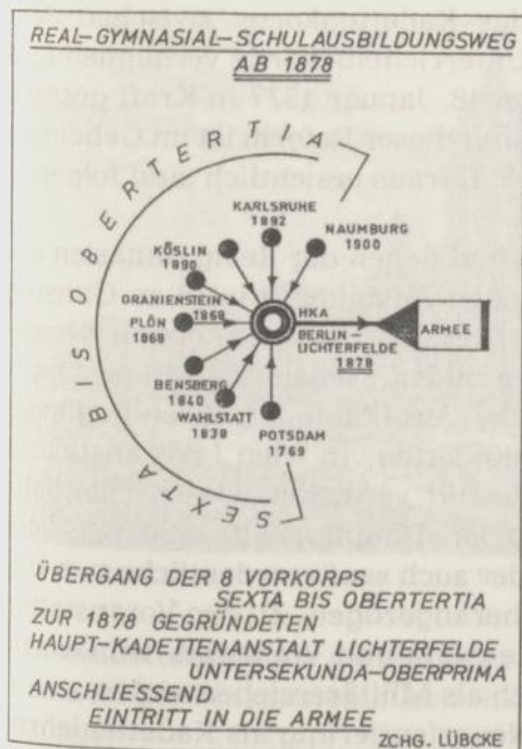 REAL-GYMNASIAL-SCHULAUSBILDUNGSWEG
AB 1878
SEXTA BIS OBERTERTIA
KARLSRUHE
1892
NAUMBURG
1900
KÖSLIN
1890
ORANIENSTEIN
1868
PLÖN
1868
HKA
BERLIN-
LICHTERFELDE
1878
ARMEE
BENSBERG
1840
WAHLSTATT
1838
POTSDAM
1769
ÜBERGANG DER 8 VORKORPS
SEXTA BIS OBERTERTIA
ZUR 1878 GEGRÜNDETEN
HAUPT-KADETTENANSTALT LICHTERFELDE
UNTERSEKUNDA-OBERPRIMA
ANSCHLIESSEND
EINTRITT IN DIE ARMEE
ZCHG. LÜBCKE